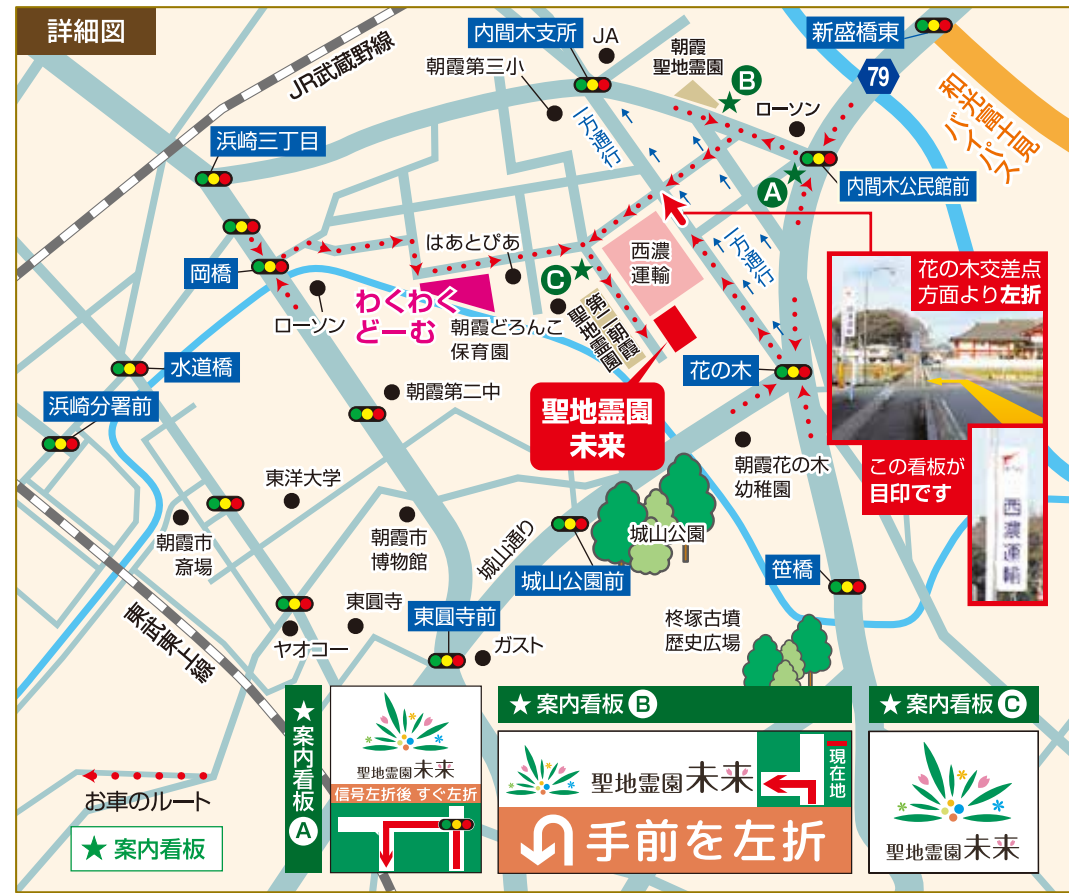 詳細図
JR武蔵野線
内間木支所
JA
朝霞第三小
朝霞
聖地霊園
B
ローソン
新盛橋東
79
和光富士見
バイパス
浜崎三丁目
一方通行
A
内間木公民館前
岡橋
はあとぴあ
C
西濃
運輸
一方通行
花の木交差点
方面より左折
ローソン
わくわく
どーむ
朝霞どろんこ
保育園
第二朝霞
聖地霊園
水道橋
花の木
浜崎分署前
朝霞第二中
聖地霊園
未来
朝霞花の木
幼稚園
この看板が
目印です
西濃運輸
東洋大学
朝霞市
斎場
朝霞市
博物館
城山通り
城山公園
城山公園前
笹橋
東武東上線
ヤオコー
東圓寺
東圓寺前
ガスト
柊塚古墳
歴史広場
お車のルート
★ 案内看板
★案内看板A
聖地霊園 未来
信号左折後 すぐ左折
★ 案内看板 B
聖地霊園 未来
現在地
手前を左折
★ 案内看板 C
聖地霊園 未来